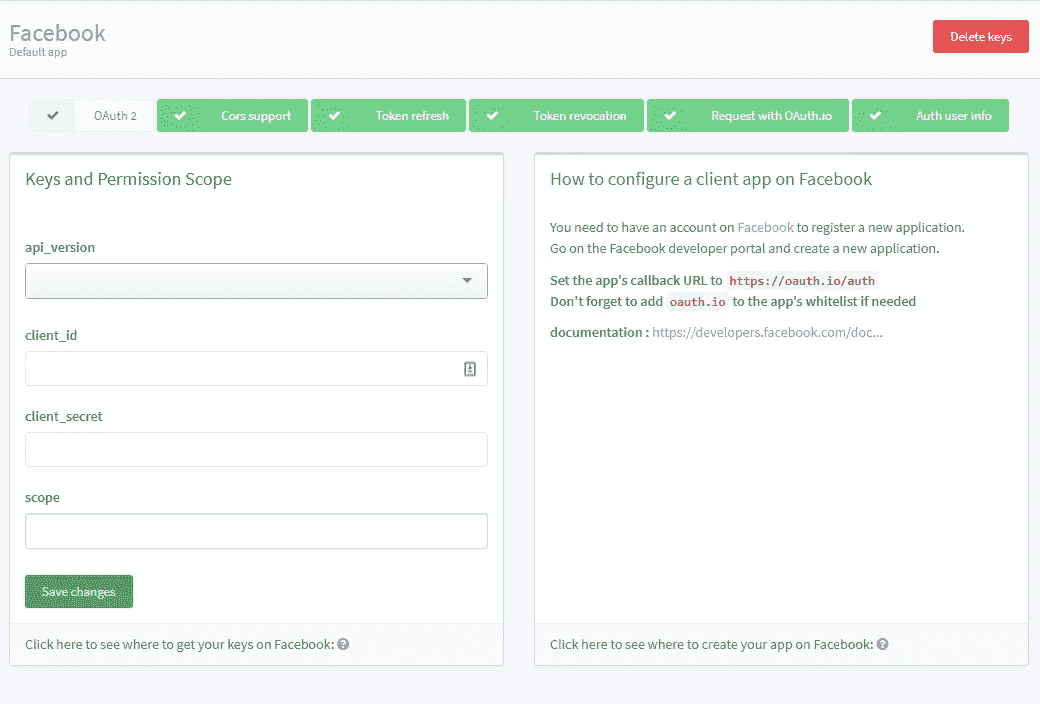 Facebook
Default app
Delete keys
OAuth 2
Cors support
Token refresh
Token revocation
Request with OAuth.io
Auth user info
Keys and Permission Scope
api_version
client_id
client_secret
scope
Save changes
Click here to see where to get your keys on Facebook:
How to configure a client app on Facebook
You need to have an account on Facebook to register a new application.
Go on the Facebook developer portal and create a new application.
Set the app's callback URL to https://oauth.io/auth
Don't forget to add oauth.io to the app's whitelist if needed
documentation : https://developers.facebook.com/doc...
Click here to see where to create your app on Facebook: